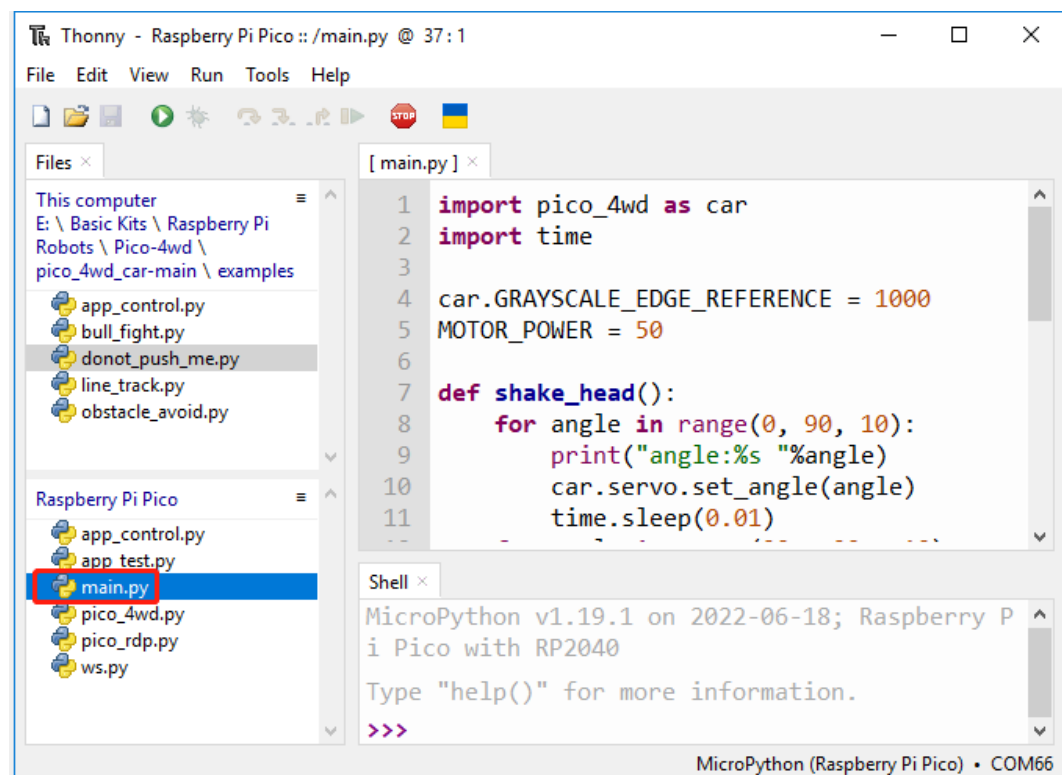 Thonny - Raspberry Pi Pico :: /main.py @ 37 : 1
File Edit View Run Tools Help
STOP
Files
This computer
E: \ Basic Kits \ Raspberry Pi
Robots \ Pico-4wd \
pico_4wd_car-main \ examples
app_control.py
bull_fight.py
donot_push_me.py
line_track.py
obstacle_avoid.py
Raspberry Pi Pico
app_control.py
app_test.py
main.py
pico_4wd.py
pico_rdp.py
ws.py
[ main.py ]
1 import pico_4wd as car
2 import time
3
4 car.GRAYSCALE_EDGE_REFERENCE = 1000
5 MOTOR_POWER = 50
6
7 def shake_head():
8 for angle in range(0, 90, 10):
9 print("angle:%s "%angle)
10 car.servo.set_angle(angle)
11 time.sleep(0.01)
Shell
MicroPython v1.19.1 on 2022-06-18; Raspberry P
i Pico with RP2040
Type "help()" for more information.
>>>
MicroPython (Raspberry Pi Pico) • COM66